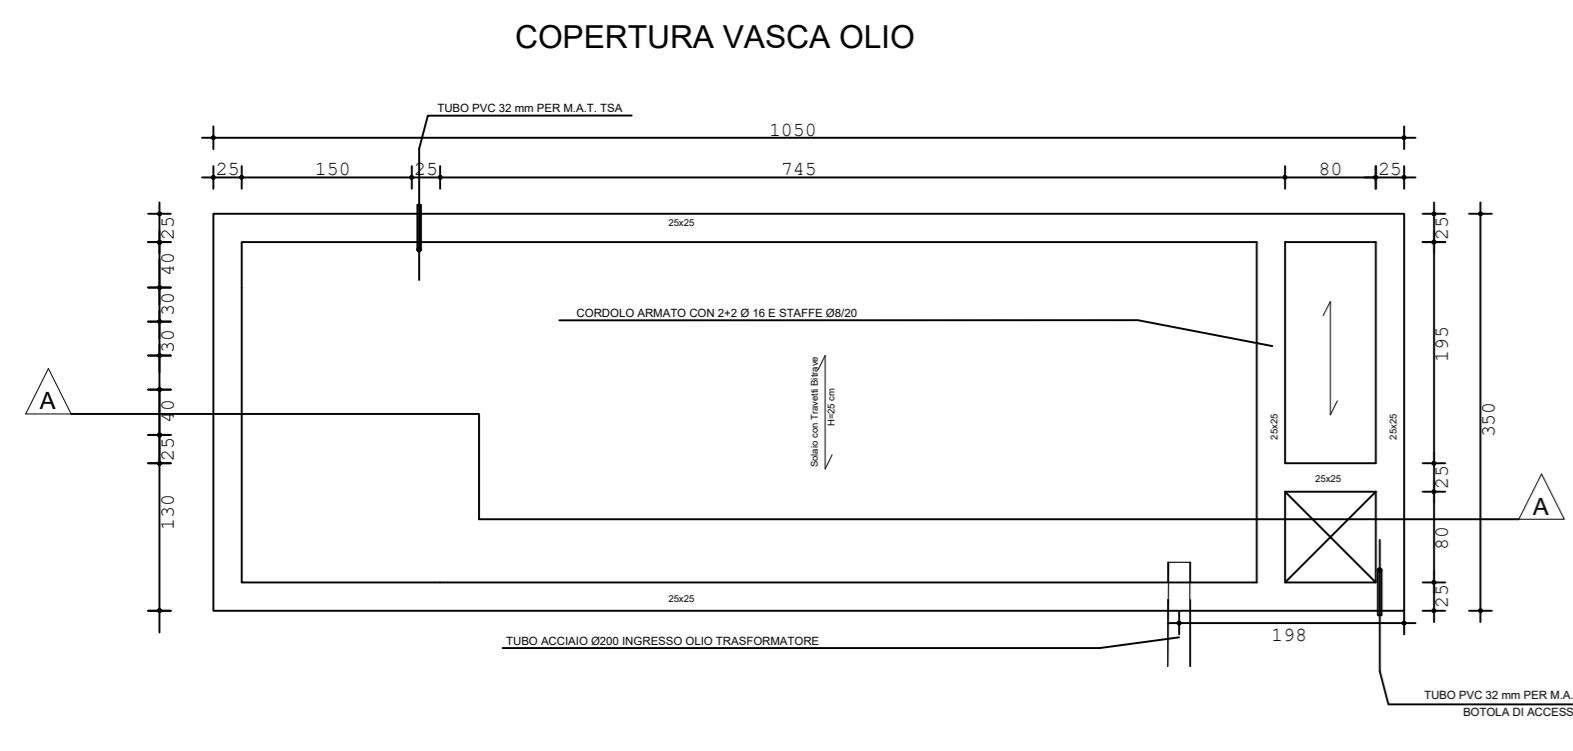 COPERTURA VASCA OLIO
TUBO PVC 32 mm PER M.A.T. TSA
1050
25
150
25
745
80
25
25
40
30
30
40
25
130
25x25
CORDOLO ARMATO CON 2+2 Ø 16 E STAFFE Ø8/20
Solaio con Travetti Bitrave
H=25 cm
25x25
25x25
25x25
25x25
A
A
25
195
25
80
25
350
198
TUBO ACCIAIO Ø200 INGRESSO OLIO TRASFORMATORE
TUBO PVC 32 mm PER M.A.
BOTOLA DI ACCESS